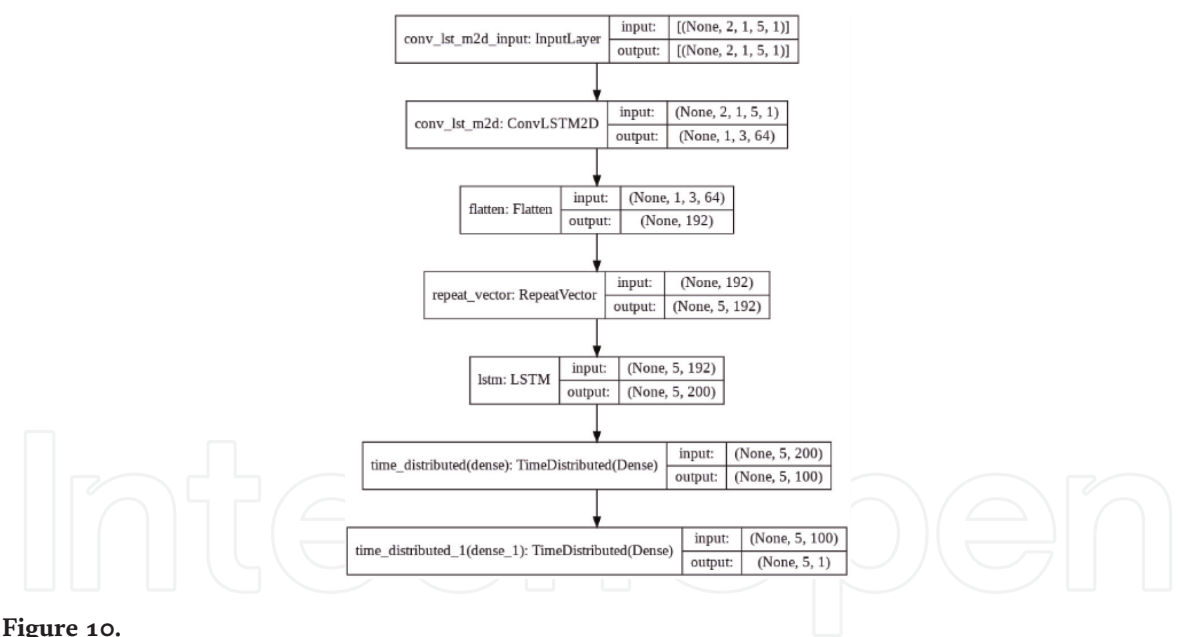 conv_lst_m2d_input: InputLayer
input: [(None, 2, 1, 5, 1)]
output: [(None, 2, 1, 5, 1)]
conv_lst_m2d: ConvLSTM2D
input: (None, 2, 1, 5, 1)
output: (None, 1, 3, 64)
flatten: Flatten
input: (None, 1, 3, 64)
output: (None, 192)
repeat_vector: RepeatVector
input: (None, 192)
output: (None, 5, 192)
lstm: LSTM
input: (None, 5, 192)
output: (None, 5, 200)
time_distributed(dense): TimeDistributed(Dense)
input: (None, 5, 200)
output: (None, 5, 100)
time_distributed_1(dense_1): TimeDistributed(Dense)
input: (None, 5, 100)
output: (None, 5, 1)
IntechOpen
Figure 10.